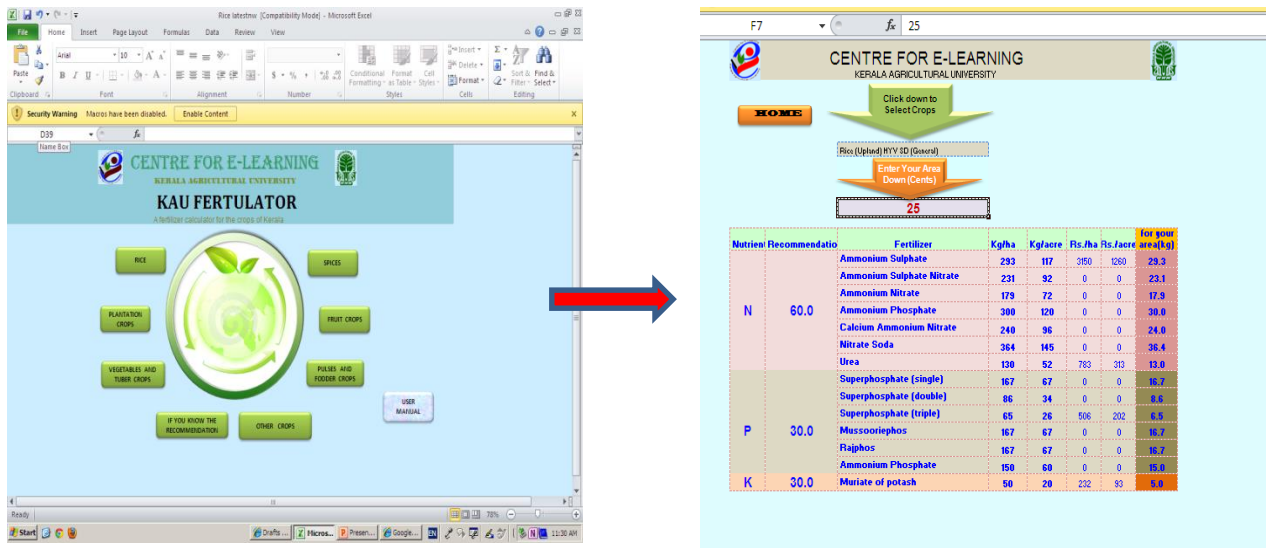 Rice latestnw [Compatibility Mode] - Microsoft Excel
File Home Insert Page Layout Formulas Data Review View
Arial 10 A A
Insert
Delete
Format
Paste B I U A
$ % ,
Conditional Formatting Format as Table Cell Styles
Sort & Filter Find & Select
Clipboard Font Alignment Number Styles Cells Editing
Security Warning Macros have been disabled. Enable Content
D39 fx
Name Box
CENTRE FOR E-LEARNING
KERALA AGRICULTURAL UNIVERSITY
KAU FERTULATOR
A fertilizer calculator for the crops of Kerala
RICE
SPICES
PLANTATION CROPS
FRUIT CROPS
VEGETABLES AND TUBER CROPS
PULSES AND FODDER CROPS
USER MANUAL
IF YOU KNOW THE RECOMMENDATION
OTHER CROPS
Ready 78%
Start Drafts ... Micros... Presen... Google... EN 11:30 AM
F7 fx 25
CENTRE FOR E-LEARNING
KERALA AGRICULTURAL UNIVERSITY
HOME
Click down to
Select Crops
Rice (Upland) HYV SD (General)
Enter Your Area
Down (Cents)
25
Nutrient Recommendatio Fertilizer Kg/ha Kg/acre Rs./ha Rs./acre for your area(kg)
Ammonium Sulphate 293 117 3150 1260 29.3
Ammonium Sulphate Nitrate 231 92 0 0 23.1
Ammonium Nitrate 179 72 0 0 17.9
N 60.0 Ammonium Phosphate 300 120 0 0 30.0
Calcium Ammonium Nitrate 240 96 0 0 24.0
Nitrate Soda 364 145 0 0 36.4
Urea 130 52 783 313 13.0
Superphosphate (single) 167 67 0 0 16.7
Superphosphate (double) 86 34 0 0 8.6
Superphosphate (triple) 65 26 506 202 6.5
P 30.0 Mussooriephos 167 67 0 0 16.7
Rajphos 167 67 0 0 16.7
Ammonium Phosphate 150 60 0 0 15.0
K 30.0 Muriate of potash 50 20 232 93 5.0